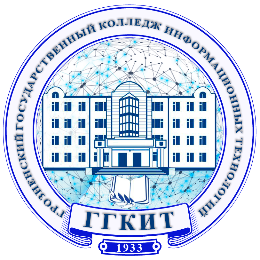 ГРОЗНЕНСКИЙ ГОСУДАРСТВЕННЫЙ КОЛЛЕДЖ ИНФОРМАЦИОННЫХ ТЕХНОЛОГИЙ
ГГКИТ
1933